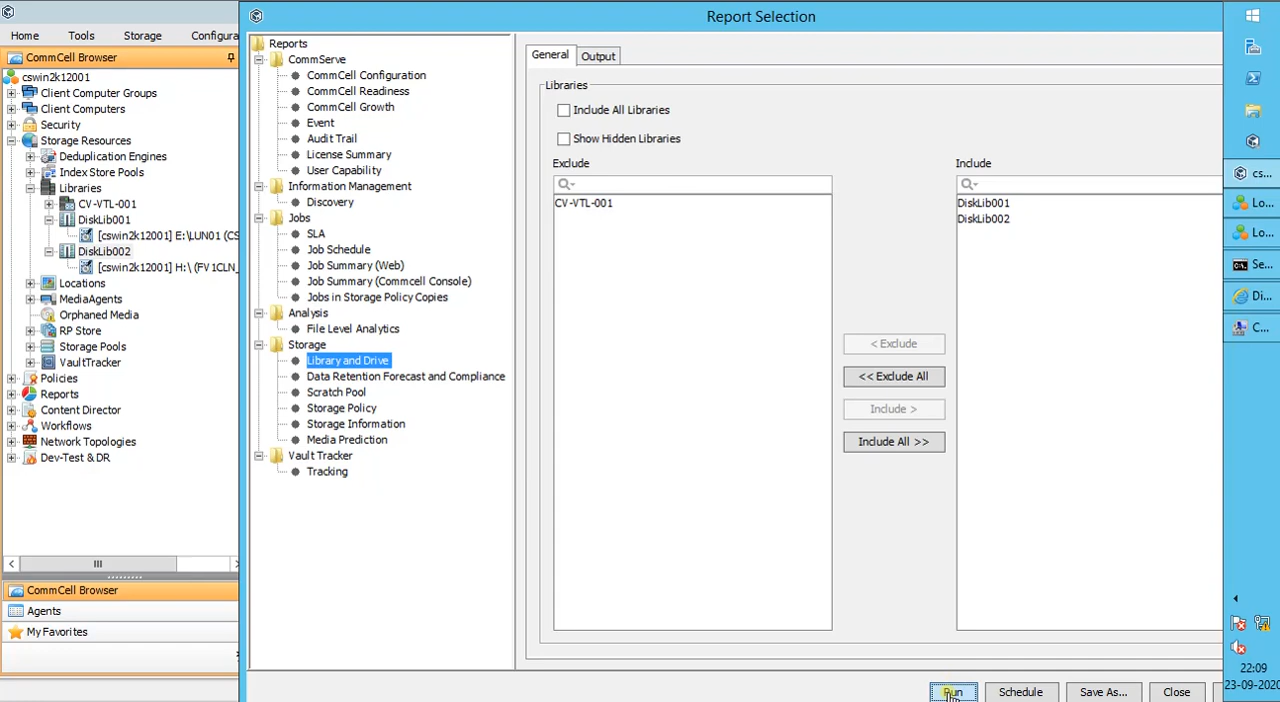 Report Selection
Home Tools Storage Configura
CommCell Browser
cswin2k12001
Client Computer Groups
Client Computers
Security
Storage Resources
Deduplication Engines
Index Store Pools
Libraries
CV-VTL-001
DiskLib001
[cswin2k12001] E:\LUN01 (CS
DiskLib002
[cswin2k12001] H:\ (FV1CLN_
Locations
MediaAgents
Orphaned Media
RP Store
Storage Pools
VaultTracker
Policies
Reports
Content Director
Workflows
Network Topologies
Dev-Test & DR
CommCell Browser
Agents
My Favorites
Reports
CommServe
CommCell Configuration
CommCell Readiness
CommCell Growth
Event
Audit Trail
License Summary
User Capability
Information Management
Discovery
Jobs
SLA
Job Schedule
Job Summary (Web)
Job Summary (Commcell Console)
Jobs in Storage Policy Copies
Analysis
File Level Analytics
Storage
Library and Drive
Data Retention Forecast and Compliance
Scratch Pool
Storage Policy
Storage Information
Media Prediction
Vault Tracker
Tracking
General Output
Libraries
Include All Libraries
Show Hidden Libraries
Exclude
CV-VTL-001
< Exclude
<< Exclude All
Include >
Include All >>
Include
DiskLib001
DiskLib002
Run Schedule Save As... Close
cs...
Lo...
Lo...
Se...
Di...
C...
22:09
23-09-2020